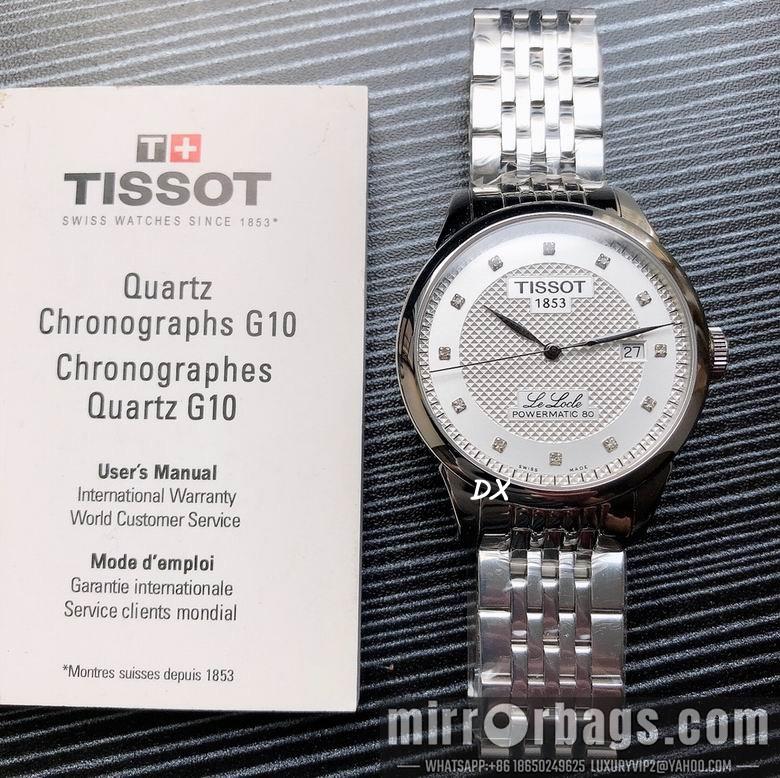 T+
TISSOT
SWISS WATCHES SINCE 1853*
Quartz
Chronographs G10
Chronographes
Quartz G10
User's Manual
International Warranty
World Customer Service
Mode d'emploi
Garantie internationale
Service clients mondial
*Montres suisses depuis 1853
TISSOT
1853
27
Le Locle
POWERMATIC 80
SWISS MADE
DX
mirrorbags.com
WHATSAPP:+86 18650249625 LUXURYVIP2@YAHOO.COM